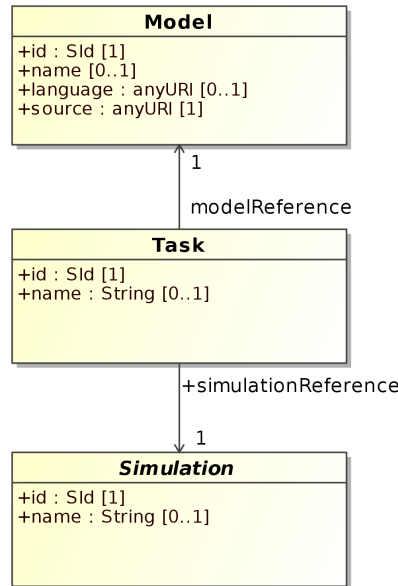 Model
+id : SId [1]
+name [0..1]
+language : anyURI [0..1]
+source : anyURI [1]
1
modelReference
Task
+id : SId [1]
+name : String [0..1]
+simulationReference
1
Simulation
+id : SId [1]
+name : String [0..1]